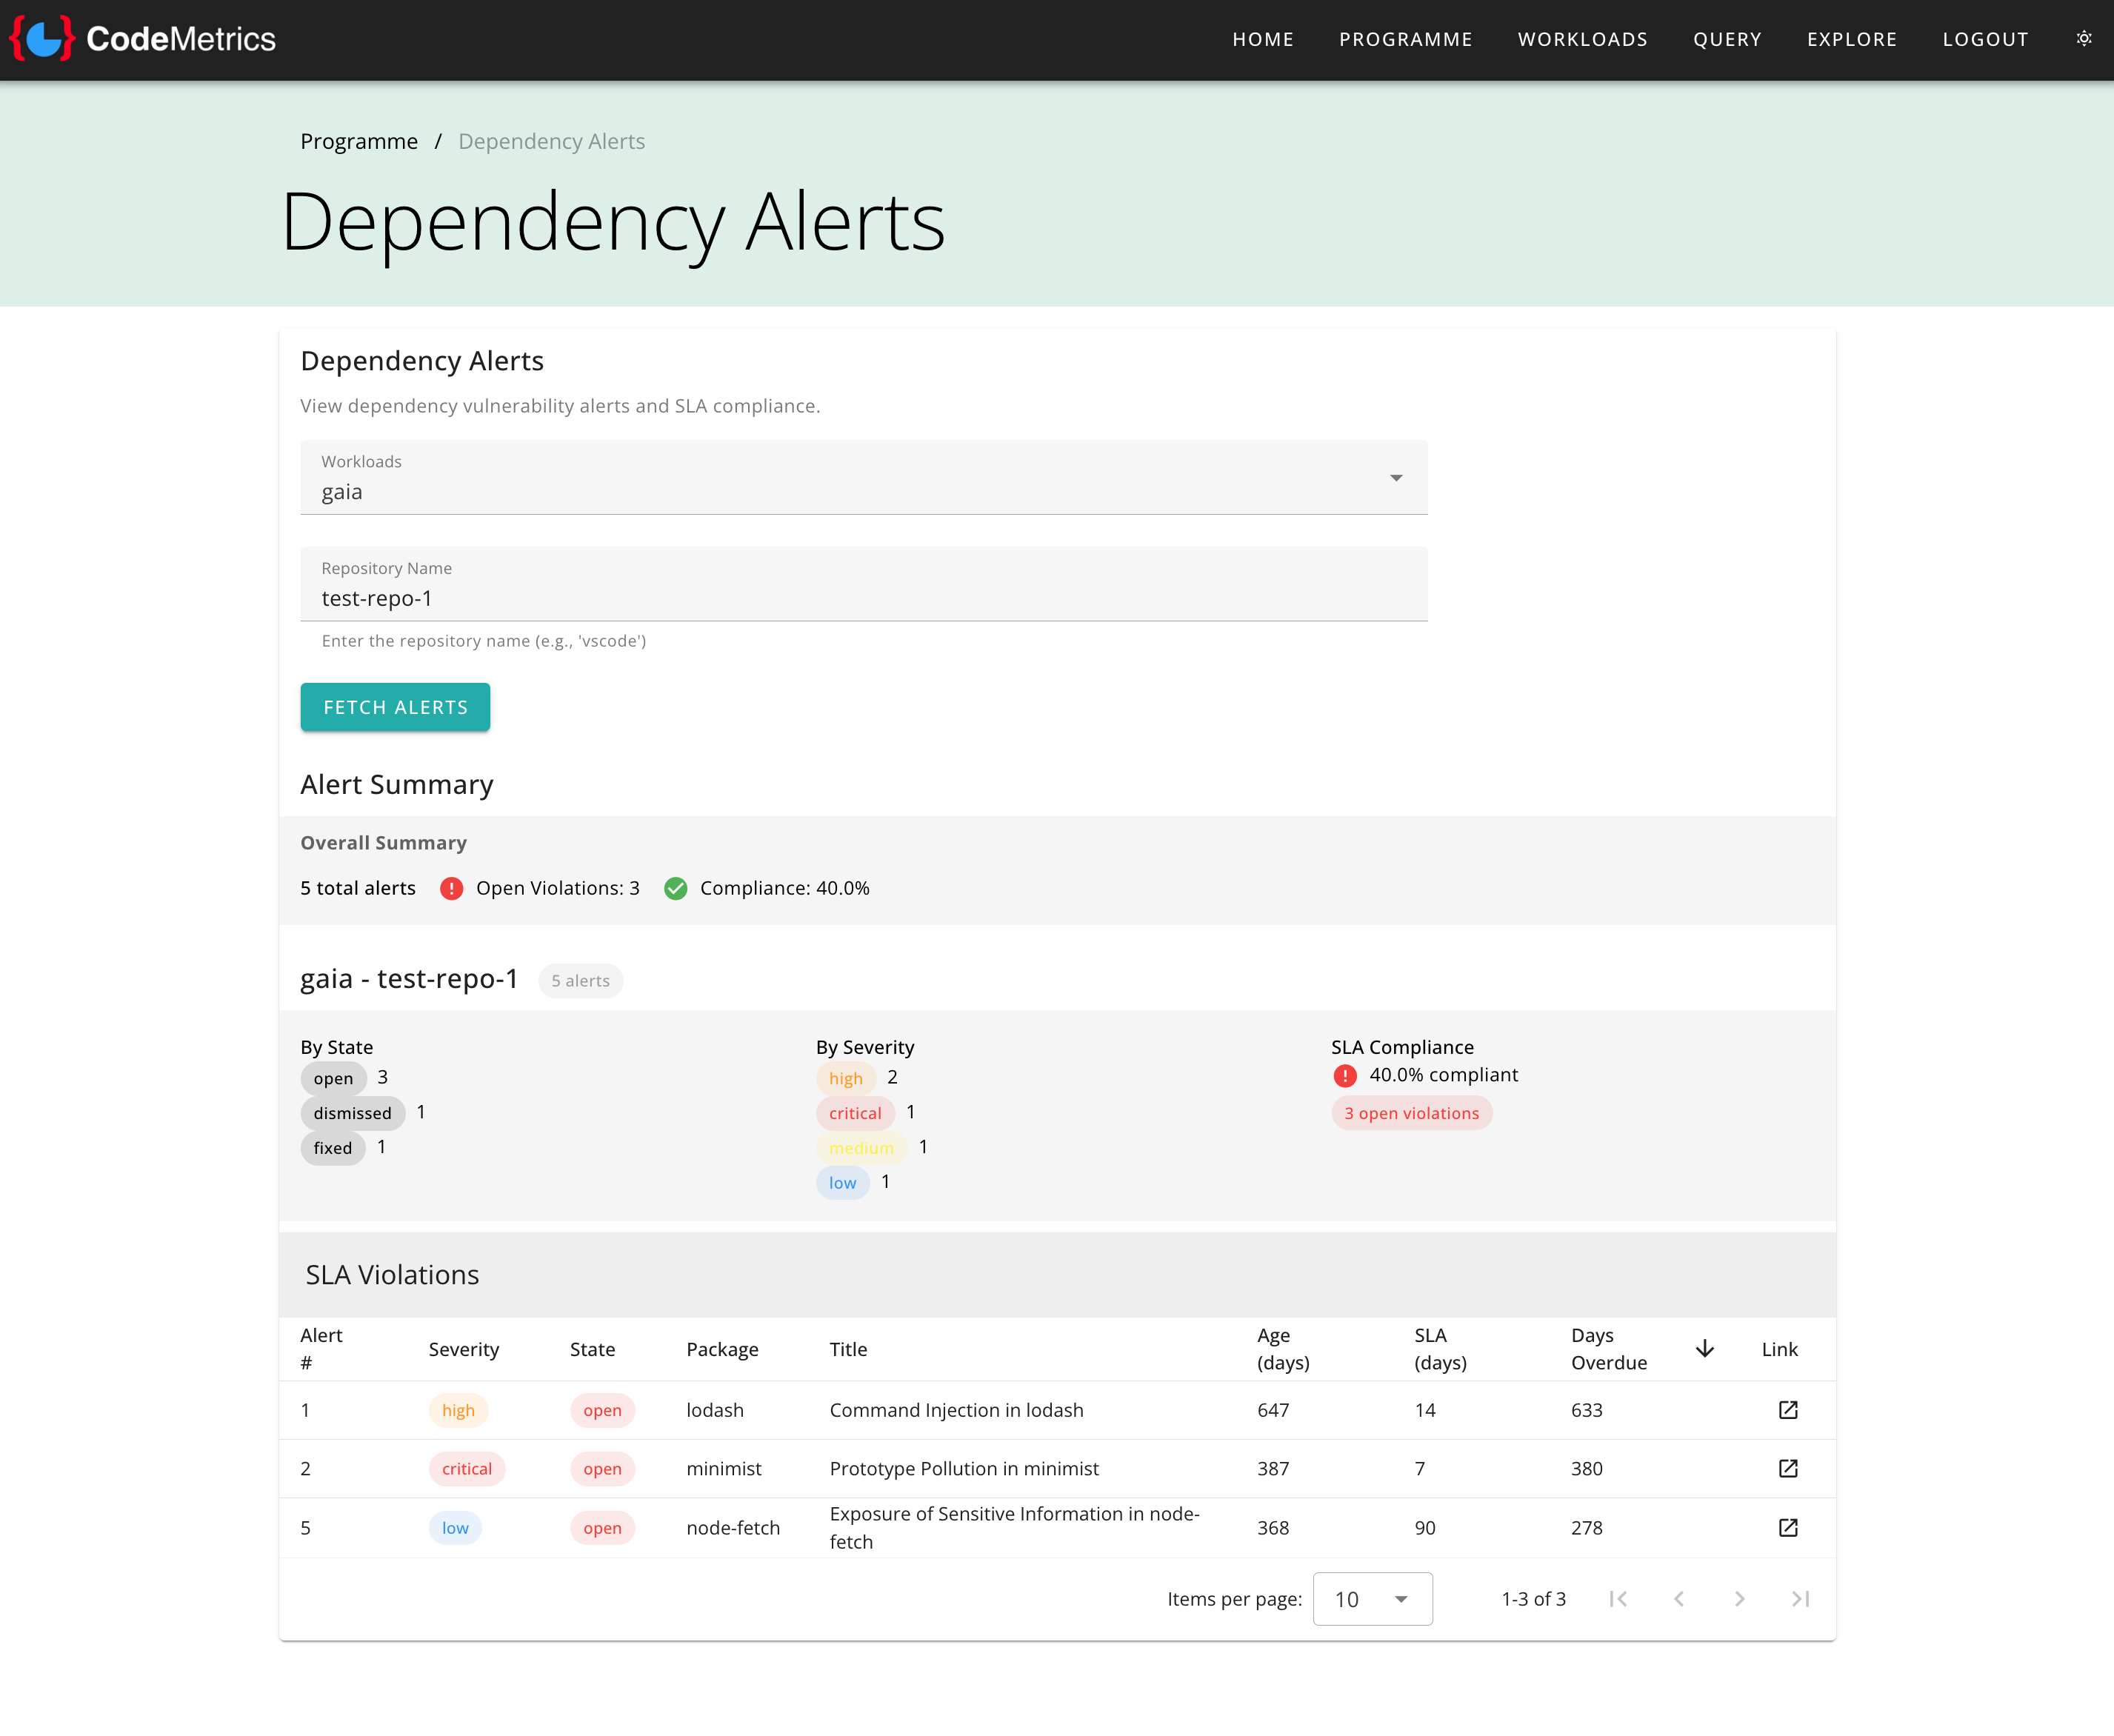 CodeMetrics
HOME PROGRAMME WORKLOADS QUERY EXPLORE LOGOUT
Programme / Dependency Alerts
Dependency Alerts
Dependency Alerts
View dependency vulnerability alerts and SLA compliance.
Workloads
gaia
Repository Name
test-repo-1
Enter the repository name (e.g., 'vscode')
FETCH ALERTS
Alert Summary
Overall Summary
5 total alerts Open Violations: 3 Compliance: 40.0%
gaia - test-repo-1 5 alerts
By State
open 3
dismissed 1
fixed 1
By Severity
high 2
critical 1
medium 1
low 1
SLA Compliance
40.0% compliant
3 open violations
SLA Violations
Alert # Severity State Package Title Age (days) SLA (days) Days Overdue Link
1 high open lodash Command Injection in lodash 647 14 633
2 critical open minimist Prototype Pollution in minimist 387 7 380
5 low open node-fetch Exposure of Sensitive Information in node-
fetch 368 90 278
Items per page: 10 1-3 of 3